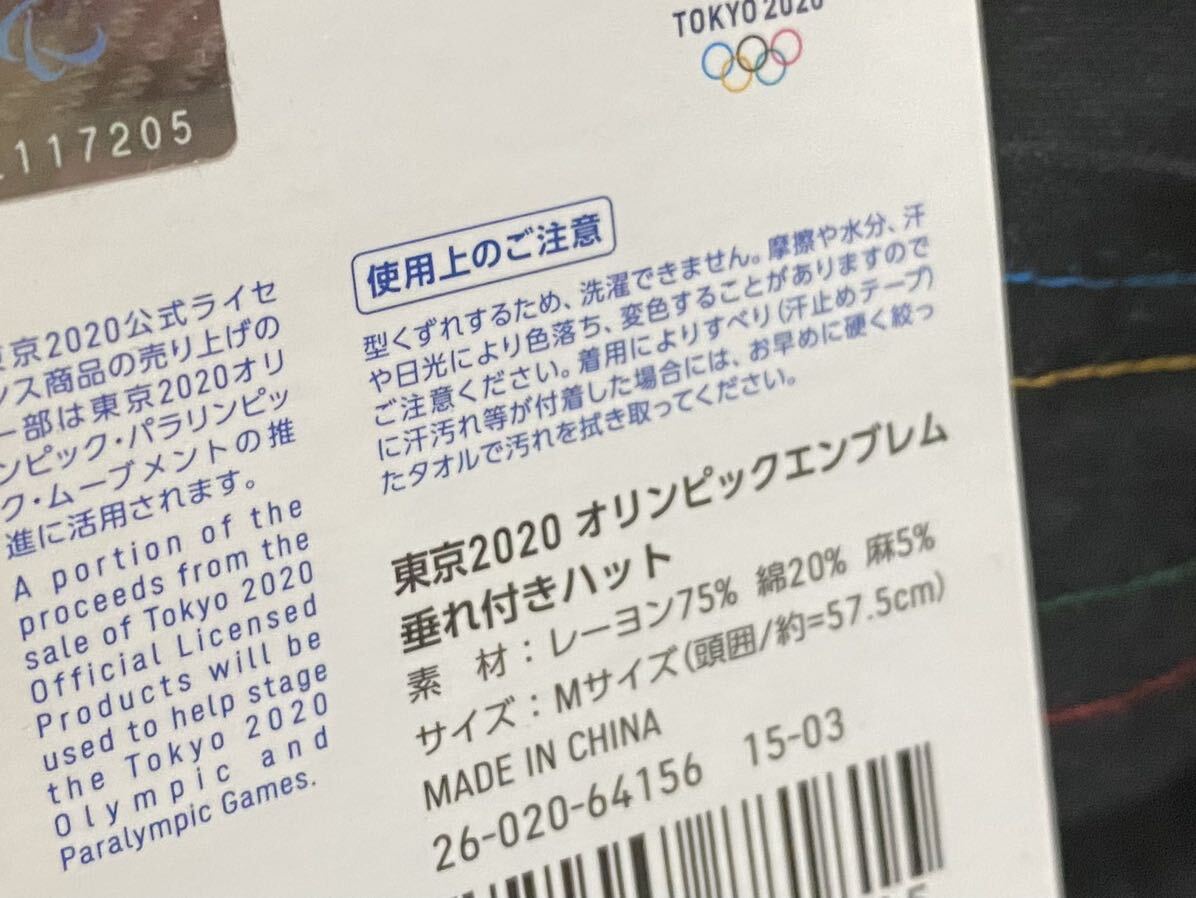 TOKYO 2020
117205
京2020公式ライセ
ンス商品の売り上げの
一部は東京2020オリ
ンピック・パラリンピッ
ク・ムーブメントの推
進に活用されます。
A portion of the
proceeds from the
sale of Tokyo 2020
Official Licensed
Products will be
used to help stage
the Tokyo 2020
Olympic and
Paralympic Games.
使用上のご注意
型くずれするため、洗濯できません。摩擦や水分、汗
や日光により色落ち、変色することがありますので
ご注意ください。着用によりすべり(汗止めテープ)
に汗汚れ等が付着した場合には、お早めに硬く絞っ
たタオルで汚れを拭き取ってください。
東京2020 オリンピックエンブレム
垂れ付きハット
素 材：レーヨン75% 綿20% 麻5%
サイズ：Mサイズ(頭囲/約=57.5cm)
MADE IN CHINA
26-020-64156 15-03